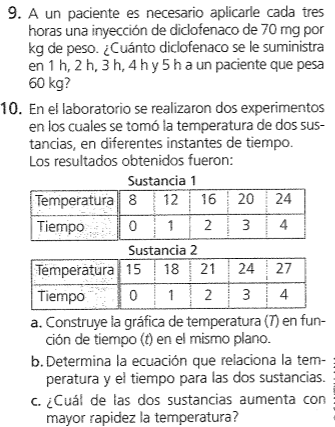 9. A un paciente es necesario aplicarle cada tres
horas una inyección de diclofenaco de 70 mg por
kg de peso. ¿Cuánto diclofenaco se le suministra
en 1 h, 2 h, 3 h, 4 h y 5 h a un paciente que pesa
60 kg?
10. En el laboratorio se realizaron dos experimentos
en los cuales se tomó la temperatura de dos sus-
tancias, en diferentes instantes de tiempo.
Los resultados obtenidos fueron:
Sustancia 1
Temperatura 8 12 16 20 24
Tiempo 0 1 2 3 4
Sustancia 2
Temperatura 15 18 21 24 27
Tiempo 0 1 2 3 4
a. Construye la gráfica de temperatura (T) en fun-
ción de tiempo (t) en el mismo plano.
b. Determina la ecuación que relaciona la tem-
peratura y el tiempo para las dos sustancias.
c. ¿Cuál de las dos sustancias aumenta con
mayor rapidez la temperatura?